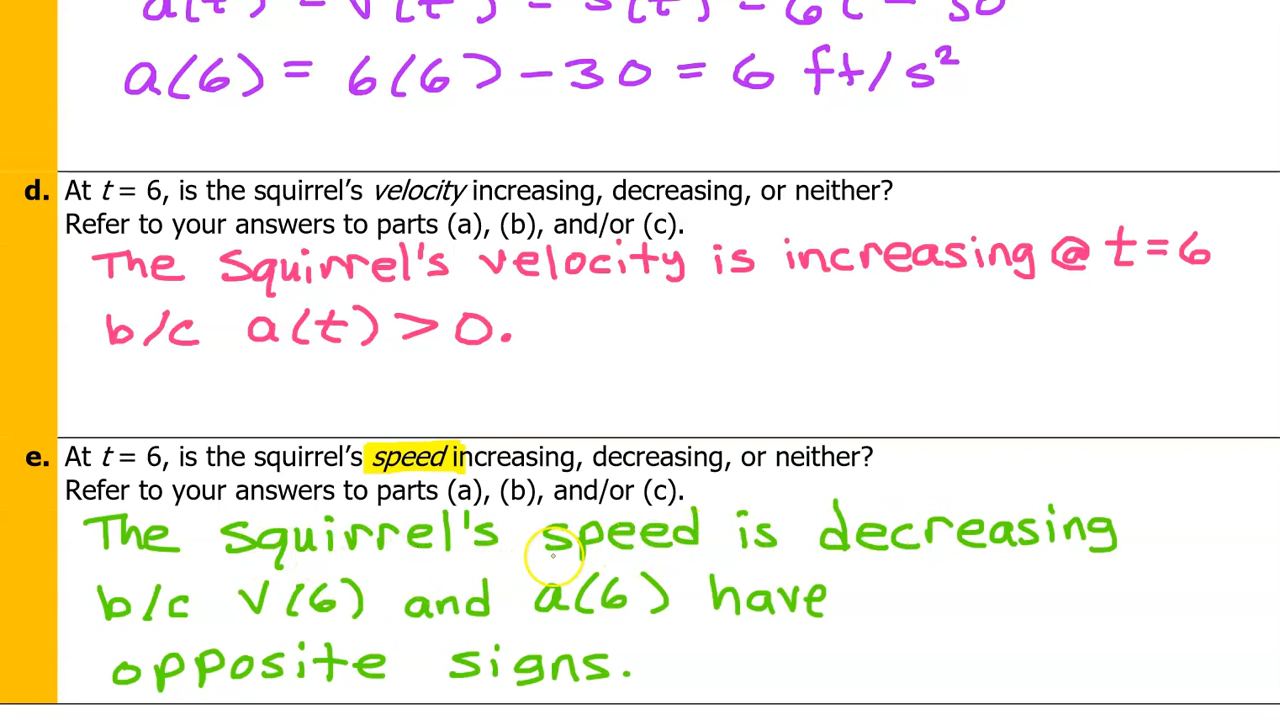 a(t) = v'(t) = s''(t) = 6t - 30
a(6) = 6(6) - 30 = 6 ft/s²
d. At t = 6, is the squirrel's velocity increasing, decreasing, or neither?
Refer to your answers to parts (a), (b), and/or (c).
The squirrel's velocity is increasing @ t = 6
b/c a(t) > 0.
e. At t = 6, is the squirrel's speed increasing, decreasing, or neither?
Refer to your answers to parts (a), (b), and/or (c).
The squirrel's speed is decreasing
b/c v(6) and a(6) have
opposite signs.